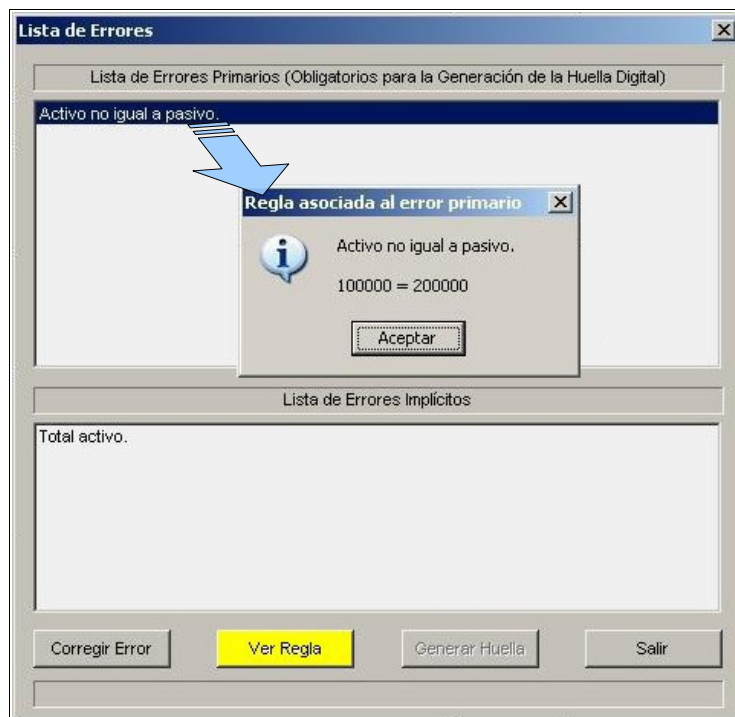 Lista de Errores
Lista de Errores Primarios (Obligatorios para la Generación de la Huella Digital)
Activo no igual a pasivo.
Regla asociada al error primario
Activo no igual a pasivo.
100000 = 200000
Aceptar
Lista de Errores Implícitos
Total activo.
Corregir Error
Ver Regla
Generar Huella
Salir